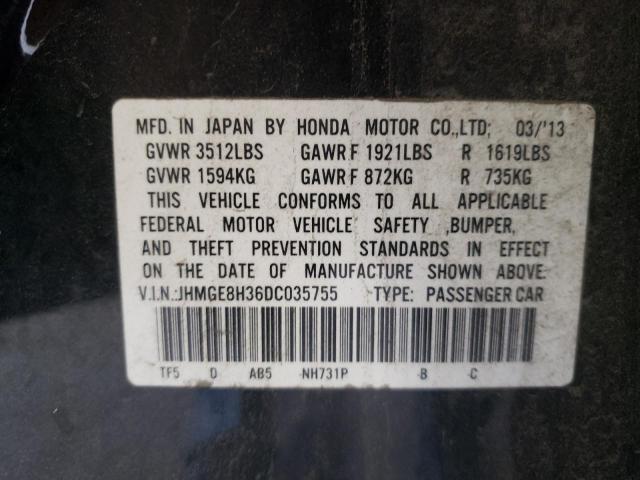 MFD. IN JAPAN BY HONDA MOTOR CO.,LTD; 03/'13
GVWR 3512LBS GAWR F 1921LBS R 1619LBS
GVWR 1594KG GAWR F 872KG R 735KG
THIS VEHICLE CONFORMS TO ALL APPLICABLE
FEDERAL MOTOR VEHICLE SAFETY ,BUMPER,
AND THEFT PREVENTION STANDARDS IN EFFECT
ON THE DATE OF MANUFACTURE SHOWN ABOVE.
V.I.N.:JHMGE8H36DC035755 TYPE: PASSENGER CAR
TF5 D AB5 NH731P B C